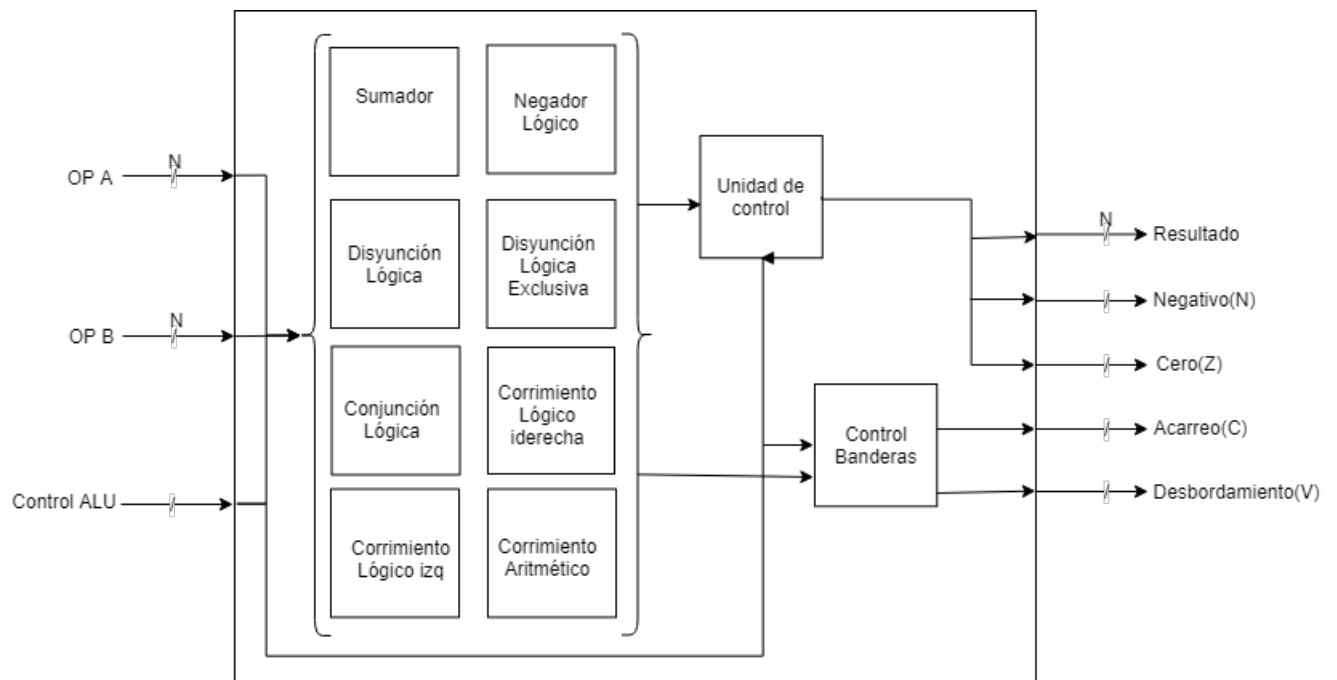 OP A
N
OP B
N
Control ALU
Sumador
Negador
Lógico
Disyunción
Lógica
Disyunción
Lógica
Exclusiva
Conjunción
Lógica
Corrimiento
Lógico
iderecha
Corrimiento
Lógico izq
Corrimiento
Aritmético
Unidad de
control
Control
Banderas
N
Resultado
Negativo(N)
Cero(Z)
Acarreo(C)
Desbordamiento(V)